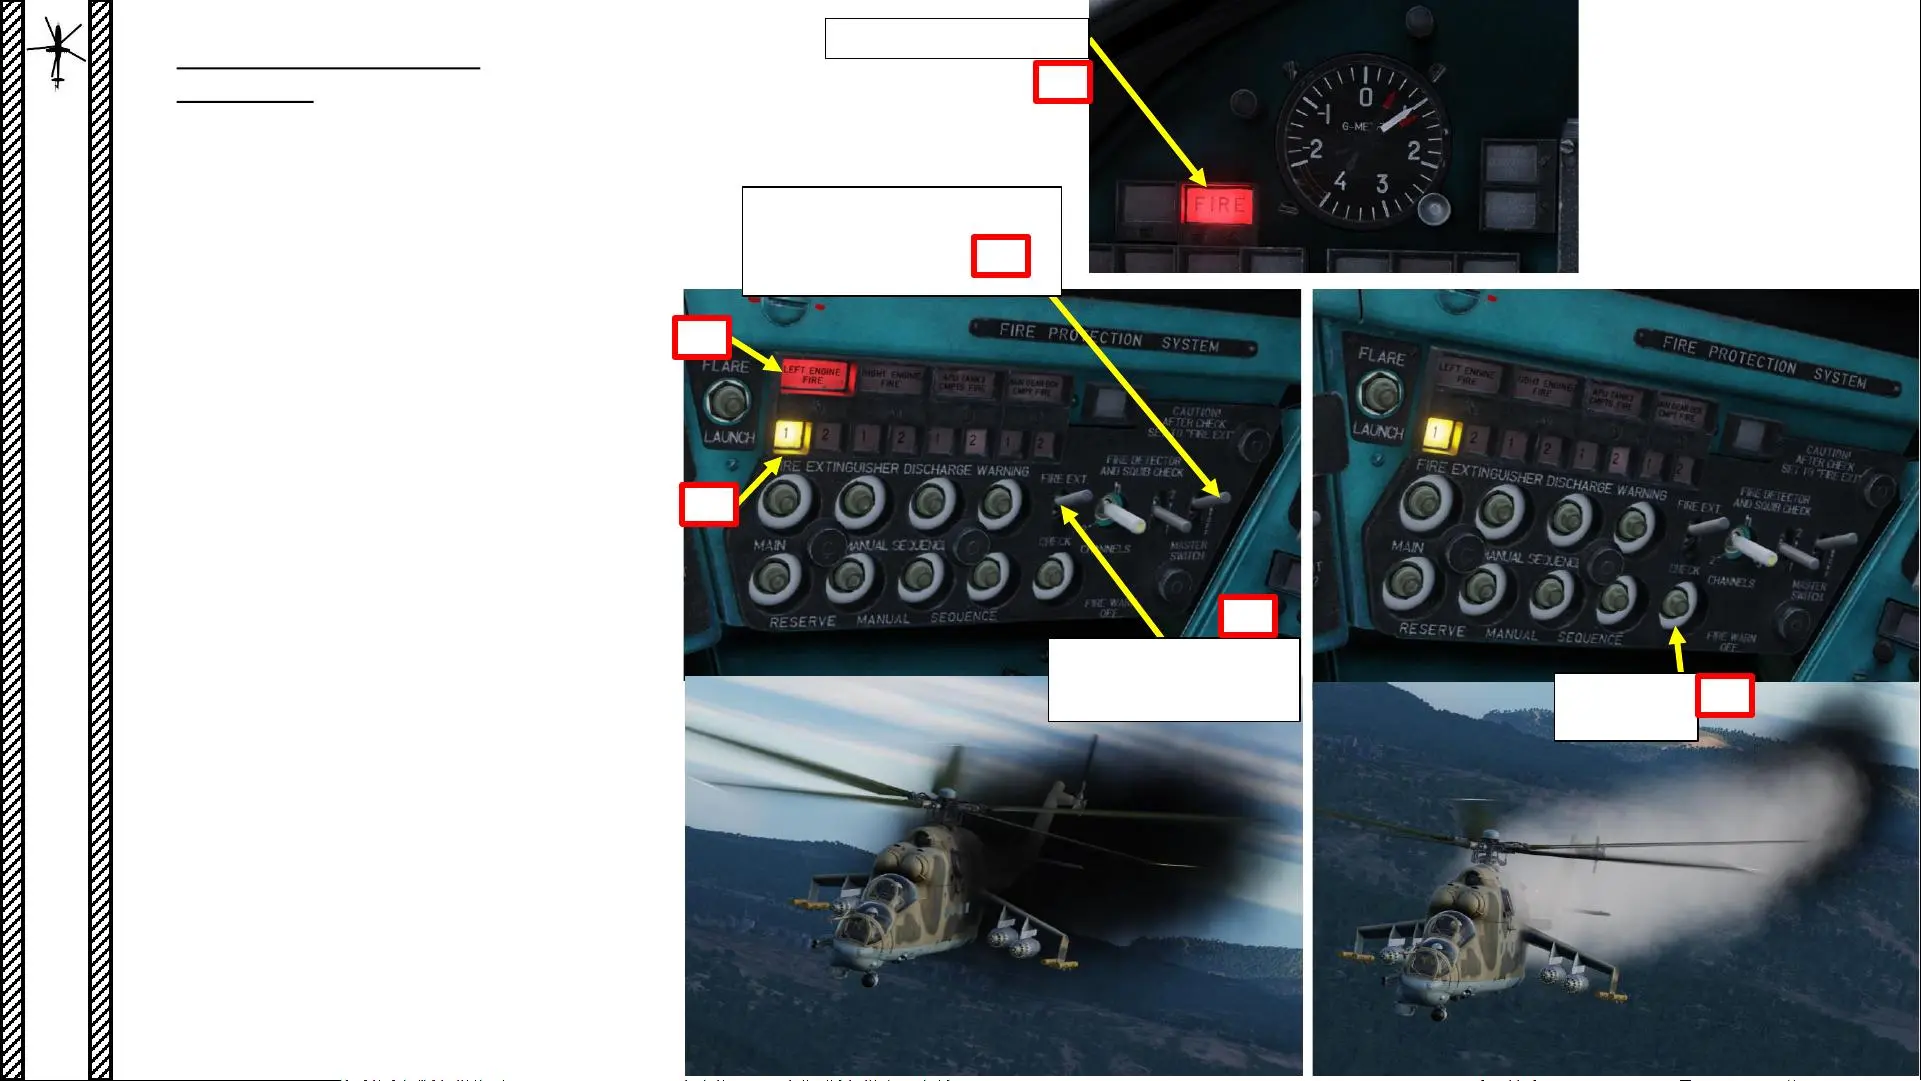 0
-1
G-ME
-2
2
4
3
FIRE
FIRE PROTECTION SYSTEM
FLARE
LAUNCH
LEFT ENGINE
FIRE
RIGHT ENGINE
FIRE
APU TANKS
CMPTS FIRE
MAIN GEARBOX
CMPT FIRE
1 2 1 2 1 2 1 2
CAUTION!
AFTER CHECK
SET TO "FIRE EXT"
FIRE EXTINGUISHER DISCHARGE WARNING
FIRE DETECTOR
AND SQUIB CHECK
FIRE EXT.
MAIN
MANUAL SEQUENCE
CHECK
CHANNELS
MASTER
SWITCH
RESERVE MANUAL SEQUENCE
FIRE WARN
OFF
FIRE PROTECTION SYSTEM
FLARE
LAUNCH
LEFT ENGINE
FIRE
RIGHT ENGINE
FIRE
APU TANKS
CMPTS FIRE
MAIN GEARBOX
CMPT FIRE
1 2 1 2 1 2 1 2
CAUTION!
AFTER CHECK
SET TO "FIRE EXT"
FIRE EXTINGUISHER DISCHARGE WARNING
FIRE DETECTOR
AND SQUIB CHECK
FIRE EXT.
MAIN
MANUAL SEQUENCE
CHECK
CHANNELS
MASTER
SWITCH
RESERVE MANUAL SEQUENCE
FIRE WARN
OFF